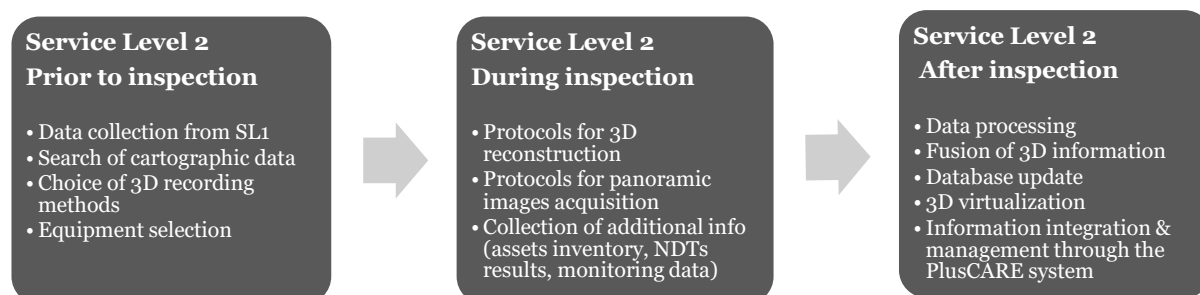 Service Level 2
Prior to inspection
• Data collection from SL1
• Search of cartographic data
• Choice of 3D recording
methods
• Equipment selection
Service Level 2
During inspection
• Protocols for 3D
reconstruction
• Protocols for panoramic
images acquisition
• Collection of additional info
(assets inventory, NDTs
results, monitoring data)
Service Level 2
After inspection
• Data processing
• Fusion of 3D information
• Database update
• 3D virtualization
• Information integration &
management through the
PlusCARE system